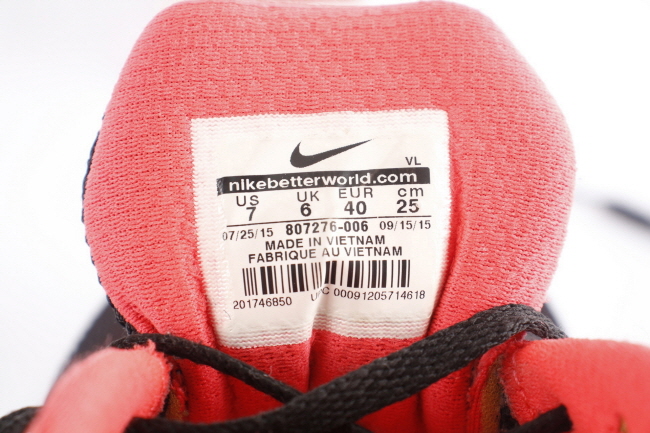 VL
nikebetterworld.com
US UK EUR cm
7 6 40 25
07/25/15 807276-006 09/15/15
MADE IN VIETNAM
FABRIQUE AU VIETNAM
201746850 00091205714618